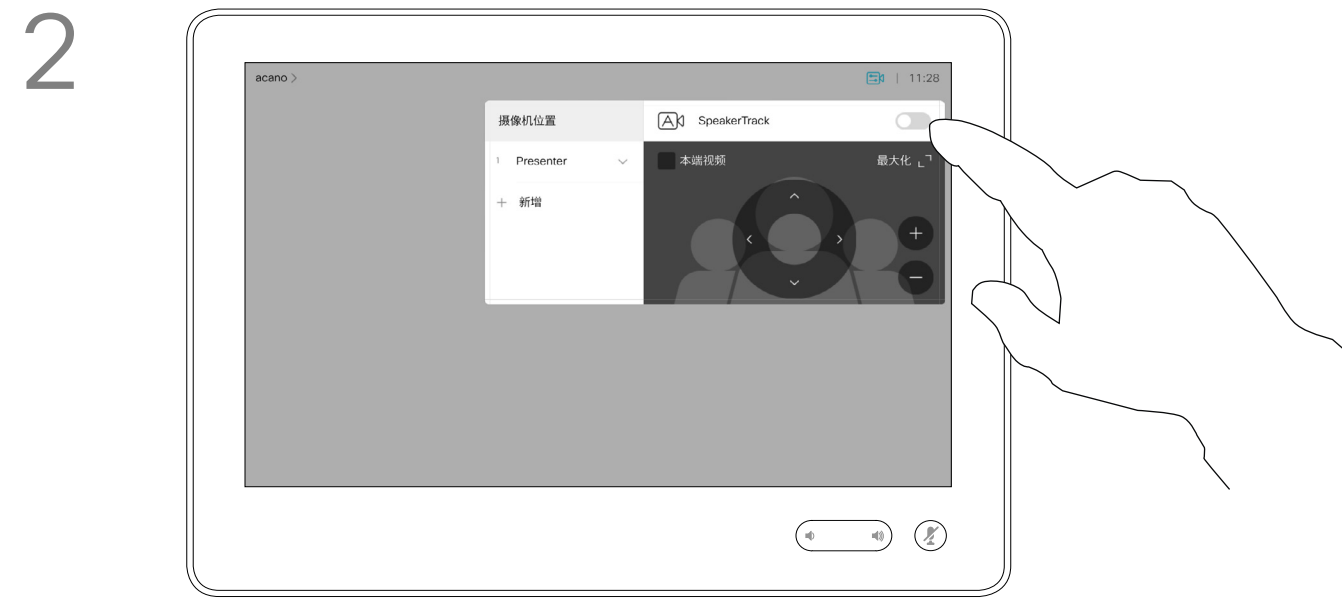 2
acano >
11:28
摄像机位置
SpeakerTrack
1 Presenter
本端视频
最大化
+ 新增